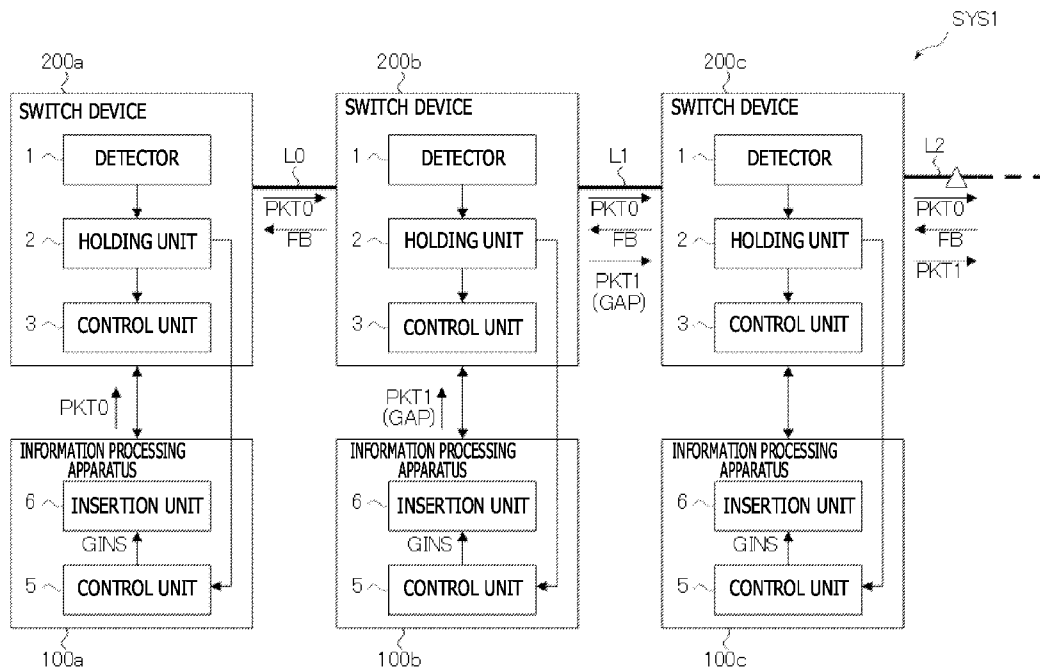 SYS1
200a
200b
200c
SWITCH DEVICE
SWITCH DEVICE
SWITCH DEVICE
1
DETECTOR
1
DETECTOR
1
DETECTOR
L0
L1
L2
PKT0
PKT0
PKT0
2
HOLDING UNIT
FB
2
HOLDING UNIT
FB
2
HOLDING UNIT
FB
PKT1
(GAP)
PKT1
3
CONTROL UNIT
3
CONTROL UNIT
3
CONTROL UNIT
PKT0
PKT1
(GAP)
INFORMATION PROCESSING
APPARATUS
INFORMATION PROCESSING
APPARATUS
INFORMATION PROCESSING
APPARATUS
6
INSERTION UNIT
6
INSERTION UNIT
6
INSERTION UNIT
GINS
GINS
GINS
5
CONTROL UNIT
5
CONTROL UNIT
5
CONTROL UNIT
100a
100b
100c